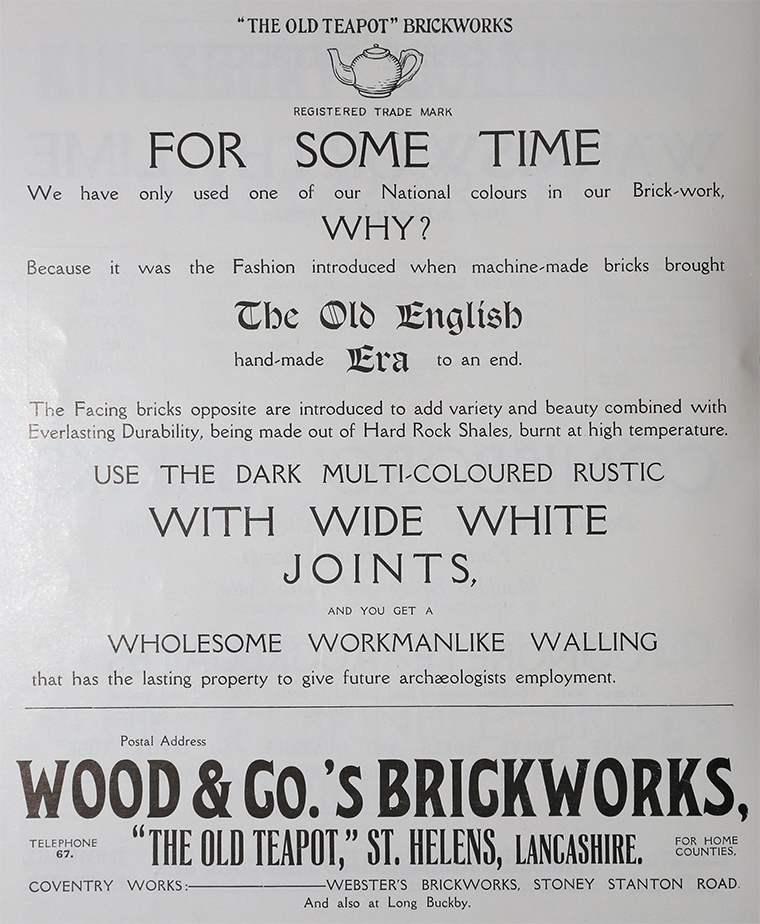 "THE OLD TEAPOT" BRICKWORKS
REGISTERED TRADE MARK
FOR SOME TIME
We have only used one of our National colours in our Brick-work,
WHY?
Because it was the Fashion introduced when machine-made bricks brought
The Old English
hand-made Era to an end.
The Facing bricks opposite are introduced to add variety and beauty combined with
Everlasting Durability, being made out of Hard Rock Shales, burnt at high temperature.
USE THE DARK MULTI-COLOURED RUSTIC
WITH WIDE WHITE
JOINTS,
AND YOU GET A
WHOLESOME WORKMANLIKE WALLING
that has the lasting property to give future archæologists employment.
Postal Address
WOOD & Co.'s BRICKWORKS,
TELEPHONE
67.
"THE OLD TEAPOT," ST. HELENS, LANCASHIRE.
FOR HOME
COUNTIES,
COVENTRY WORKS:————————WEBSTER'S BRICKWORKS, STONEY STANTON ROAD.
And also at Long Buckby.